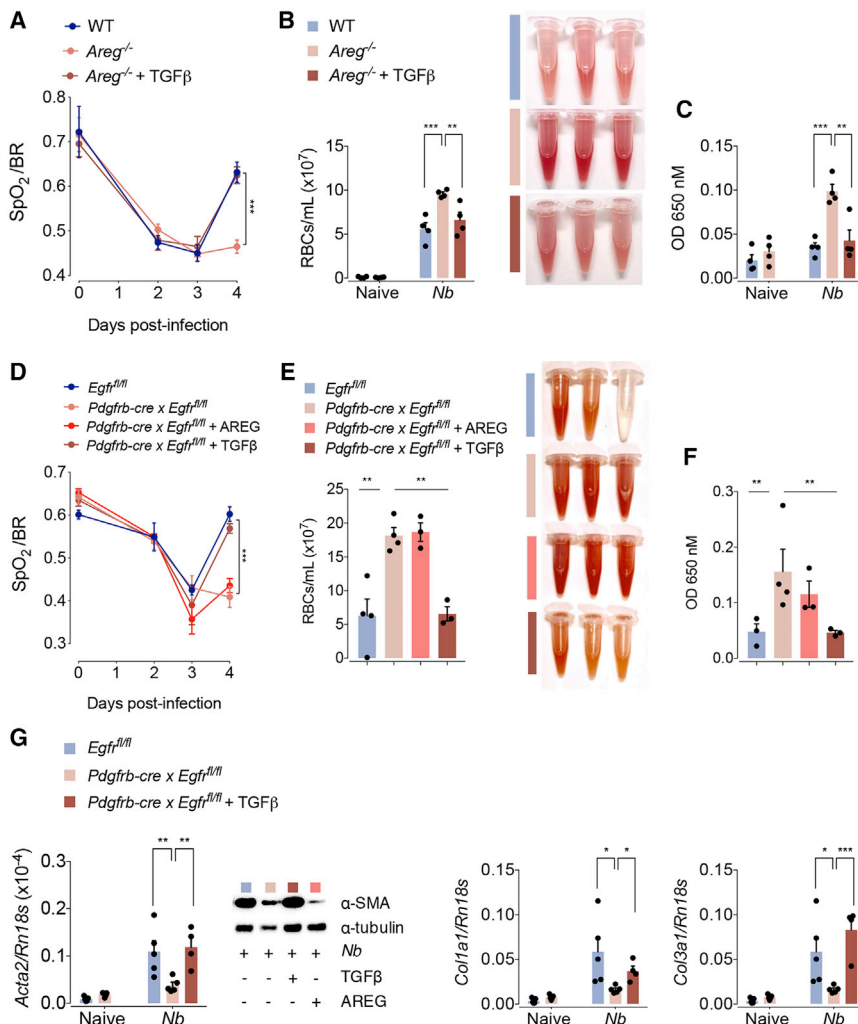 A
WT
Areg-/-
Areg-/- + TGFβ
0.8
0.7
0.5
0.4
SpO2/BR
0 1 2 3 4
***
Days post-infection
B
WT
Areg-/-
Areg-/- + TGFβ
15
10
5
0
RBCs/mL (x10^7)
*** **
Naive Nb
C
0.15
0.10
0.05
0.00
OD 650 nM
*** **
Naive Nb
D
Egfrfl/fl
Pdgfrb-cre x Egfrfl/fl
Pdgfrb-cre x Egfrfl/fl + AREG
Pdgfrb-cre x Egfrfl/fl + TGFβ
0.7
0.6
0.5
0.4
0.3
SpO2/BR
0 1 2 3 4
***
Days post-infection
E
Egfrfl/fl
Pdgfrb-cre x Egfrfl/fl
Pdgfrb-cre x Egfrfl/fl + AREG
Pdgfrb-cre x Egfrfl/fl + TGFβ
25
20
15
10
5
0
RBCs/mL (x10^7)
** **
F
0.3
0.2
0.1
0.0
OD 650 nM
** **
G
Egfrfl/fl
Pdgfrb-cre x Egfrfl/fl
Pdgfrb-cre x Egfrfl/fl + TGFβ
0.3
0.2
0.1
0.0
Acta2/Rn18s (x10^-4)
** **
Naive Nb
α-SMA
α-tubulin
+ + + + Nb
- - + - TGFβ
- - - + AREG
0.15
0.10
0.05
0.00
Col1a1/Rn18s
* *
Naive Nb
0.15
0.10
0.05
0.00
Col3a1/Rn18s
* ***
Naive Nb